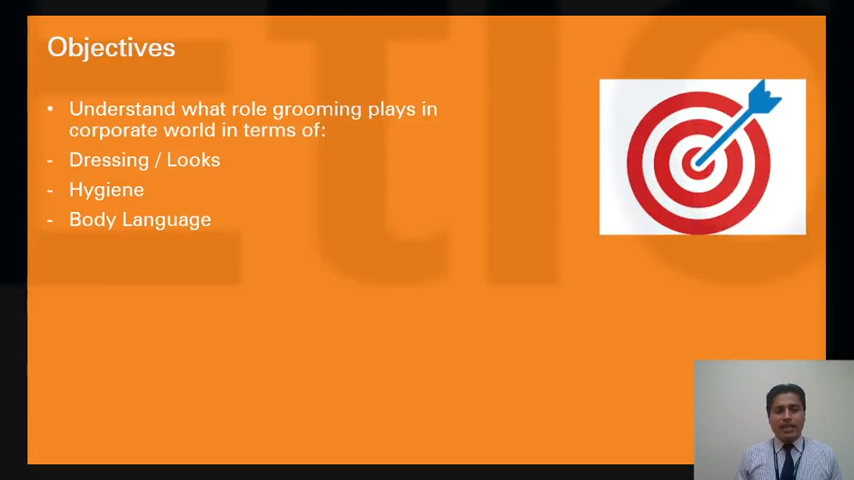 Objectives
• Understand what role grooming plays in
corporate world in terms of:
- Dressing / Looks
- Hygiene
- Body Language